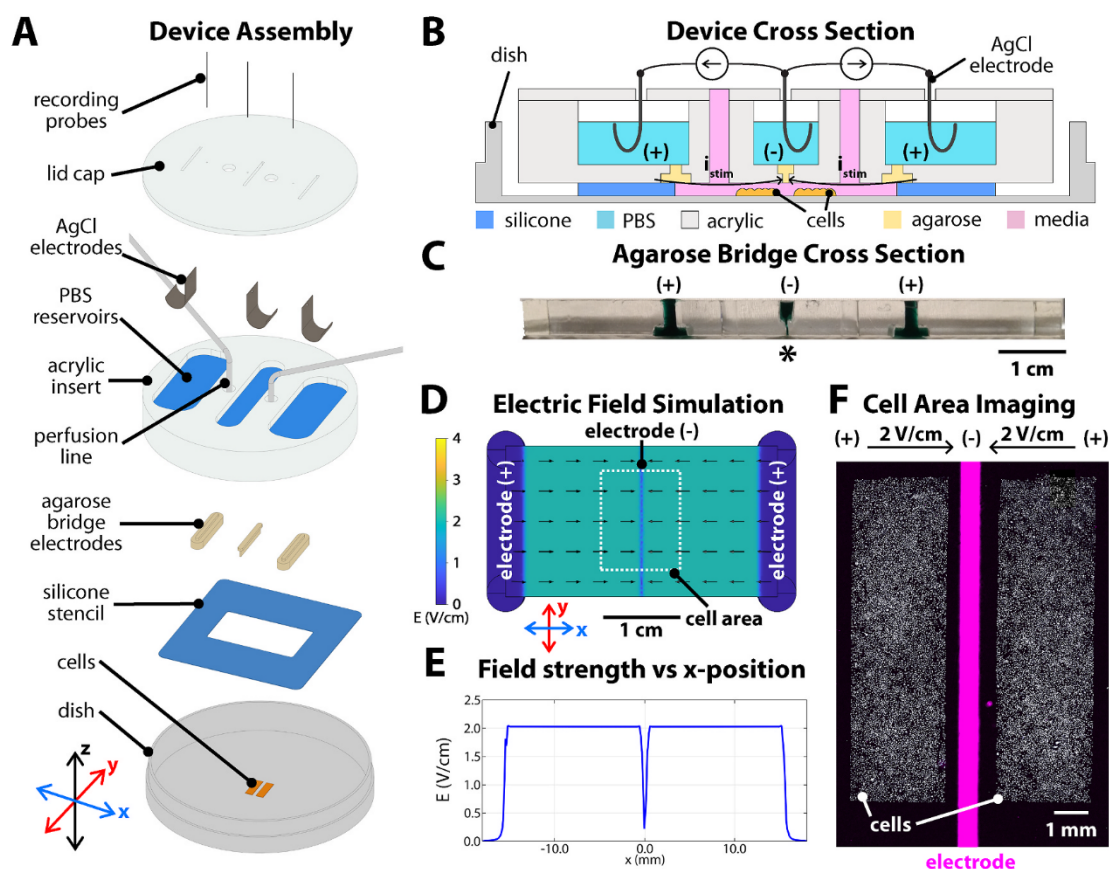 A
Device Assembly
recording
probes
lid cap
AgCl
electrodes
PBS
reservoirs
acrylic
insert
perfusion
line
agarose
bridge
electrodes
silicone
stencil
cells
dish
z
y
x
B
Device Cross Section
dish
AgCl
electrode
(+) (-) (+)
i stim i stim
cells
silicone PBS acrylic agarose media
C
Agarose Bridge Cross Section
(+) (-) (+)
*
1 cm
D
Electric Field Simulation
electrode (-)
4
3
2
1
0
E (V/cm)
electrode (+)
electrode (+)
y
x
1 cm
cell area
E
Field strength vs x-position
2.5
2.0
1.5
1.0
0.5
0.0
E (V/cm)
-10.0 0.0 10.0
x (mm)
F
Cell Area Imaging
(+) 2 V/cm (-) 2 V/cm (+)
cells
1 mm
electrode